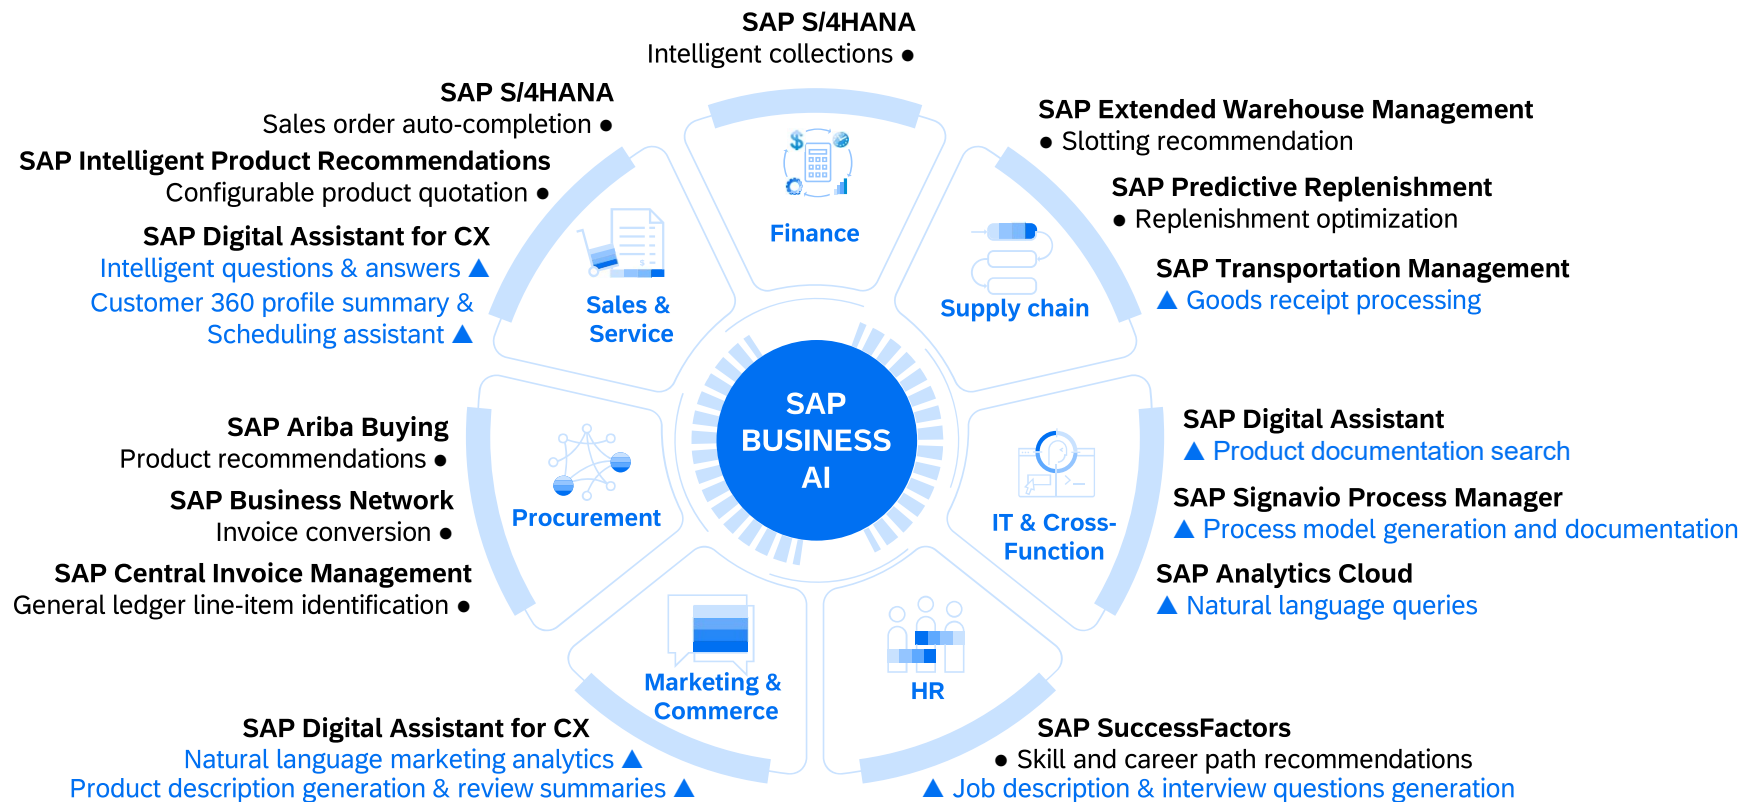 SAP S/4HANA
Intelligent collections ●
SAP S/4HANA
Sales order auto-completion ●
SAP Intelligent Product Recommendations
Configurable product quotation ●
SAP Digital Assistant for CX
Intelligent questions & answers ▲
Customer 360 profile summary &
Scheduling assistant ▲
SAP Ariba Buying
Product recommendations ●
SAP Business Network
Invoice conversion ●
SAP Central Invoice Management
General ledger line-item identification ●
SAP Digital Assistant for CX
Natural language marketing analytics ▲
Product description generation & review summaries ▲
Finance
Sales &
Service
Supply chain
SAP
BUSINESS
AI
Procurement
IT & Cross-
Function
Marketing &
Commerce
HR
SAP Extended Warehouse Management
● Slotting recommendation
SAP Predictive Replenishment
● Replenishment optimization
SAP Transportation Management
▲ Goods receipt processing
SAP Digital Assistant
▲ Product documentation search
SAP Signavio Process Manager
▲ Process model generation and documentation
SAP Analytics Cloud
▲ Natural language queries
SAP SuccessFactors
● Skill and career path recommendations
▲ Job description & interview questions generation